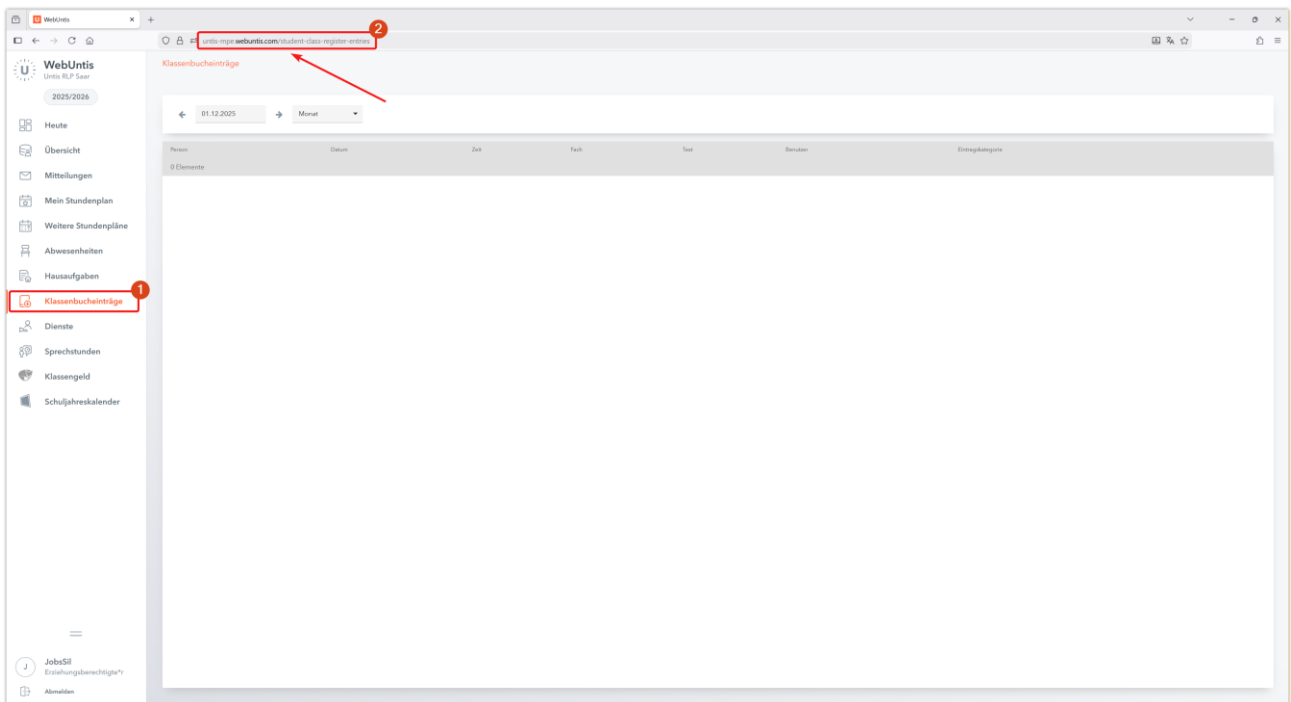 WebUntis
2
untis-mpe.webuntis.com/student-class-register-entries
WebUntis
Untis RLP Saar
2025/2026
Klassenbucheinträge
01.12.2025 Monat
Person Datum Zeit Fach Text Benutzer Eintragskategorie
0 Elemente
Heute
Übersicht
Mitteilungen
Mein Stundenplan
Weitere Stundenpläne
Abwesenheiten
Hausaufgaben
1
Klassenbucheinträge
Dienste
Sprechstunden
Klassengeld
Schuljahreskalender
J
JobsSil
Erziehungsberechtigte*r
Abmelden